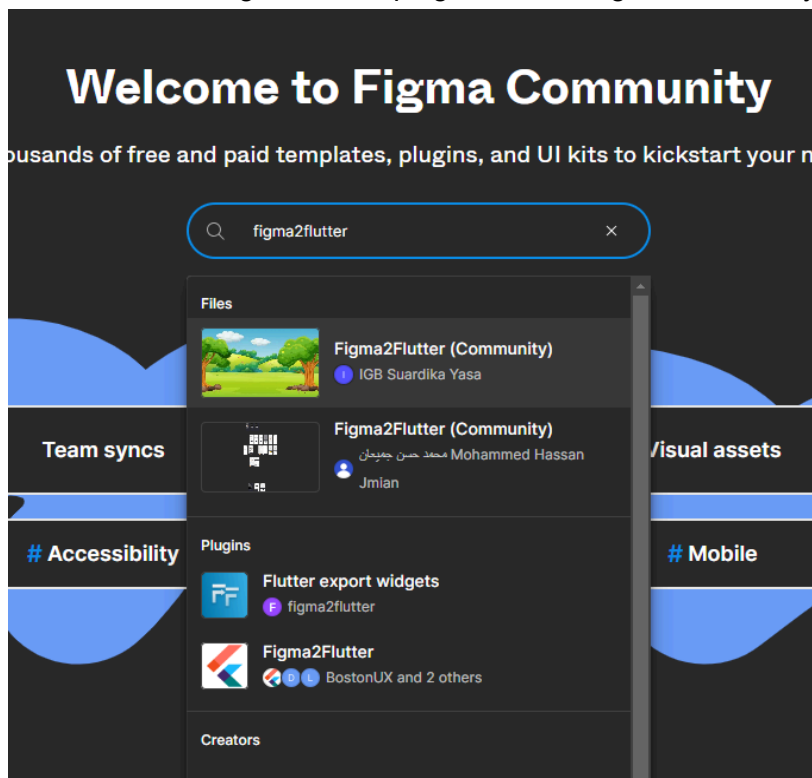 Welcome to Figma Community
ousands of free and paid templates, plugins, and UI kits to kickstart your n
figma2flutter
Files
Figma2Flutter (Community)
I
IGB Suardika Yasa
Figma2Flutter (Community)
محمد حسن جميعان Mohammed Hassan
Jmian
Team syncs
Visual assets
Plugins
# Accessibility
# Mobile
Flutter export widgets
F figma2flutter
Figma2Flutter
D L BostonUX and 2 others
Creators